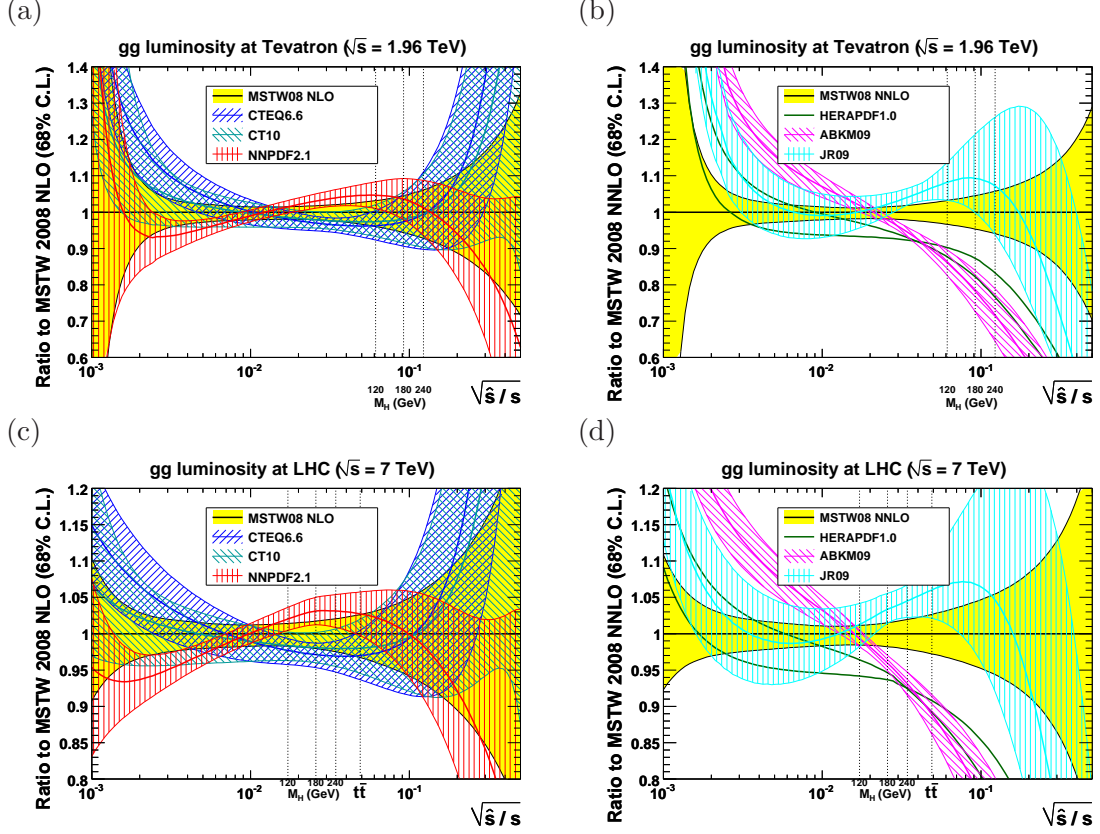 (a)
gg luminosity at Tevatron (√s = 1.96 TeV)
Ratio to MSTW 2008 NLO (68% C.L.)
1.4
1.3
1.2
1.1
1
0.9
0.8
0.7
0.6
MSTW08 NLO
CTEQ6.6
CT10
NNPDF2.1
10⁻³
10⁻²
10⁻¹
120 180 240
M_H (GeV)
√ŝ / s
(b)
gg luminosity at Tevatron (√s = 1.96 TeV)
Ratio to MSTW 2008 NNLO (68% C.L.)
1.4
1.3
1.2
1.1
1
0.9
0.8
0.7
0.6
MSTW08 NNLO
HERAPDF1.0
ABKM09
JR09
10⁻³
10⁻²
10⁻¹
120 180 240
M_H (GeV)
√ŝ / s
(c)
gg luminosity at LHC (√s = 7 TeV)
Ratio to MSTW 2008 NLO (68% C.L.)
1.2
1.15
1.1
1.05
1
0.95
0.9
0.85
0.8
MSTW08 NLO
CTEQ6.6
CT10
NNPDF2.1
10⁻³
10⁻²
10⁻¹
120 180 240
M_H (GeV)
tt̄
√ŝ / s
(d)
gg luminosity at LHC (√s = 7 TeV)
Ratio to MSTW 2008 NNLO (68% C.L.)
1.2
1.15
1.1
1.05
1
0.95
0.9
0.85
0.8
MSTW08 NNLO
HERAPDF1.0
ABKM09
JR09
10⁻³
10⁻²
10⁻¹
120 180 240
M_H (GeV)
tt̄
√ŝ / s